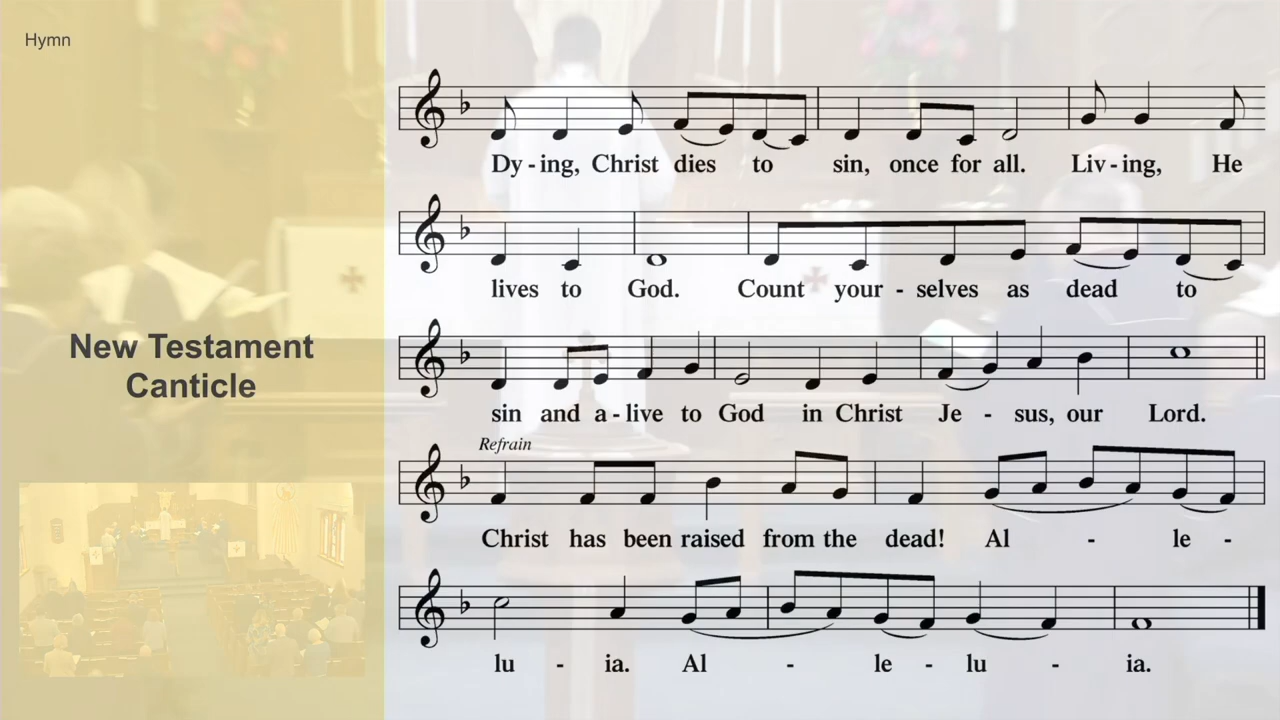 Hymn
New Testament
Canticle
Dy - ing, Christ dies to sin, once for all. Liv - ing, He
lives to God. Count your - selves as dead to
sin and a - live to God in Christ Je - sus, our Lord.
Refrain
Christ has been raised from the dead! Al - le -
lu - ia. Al - le - lu - ia.